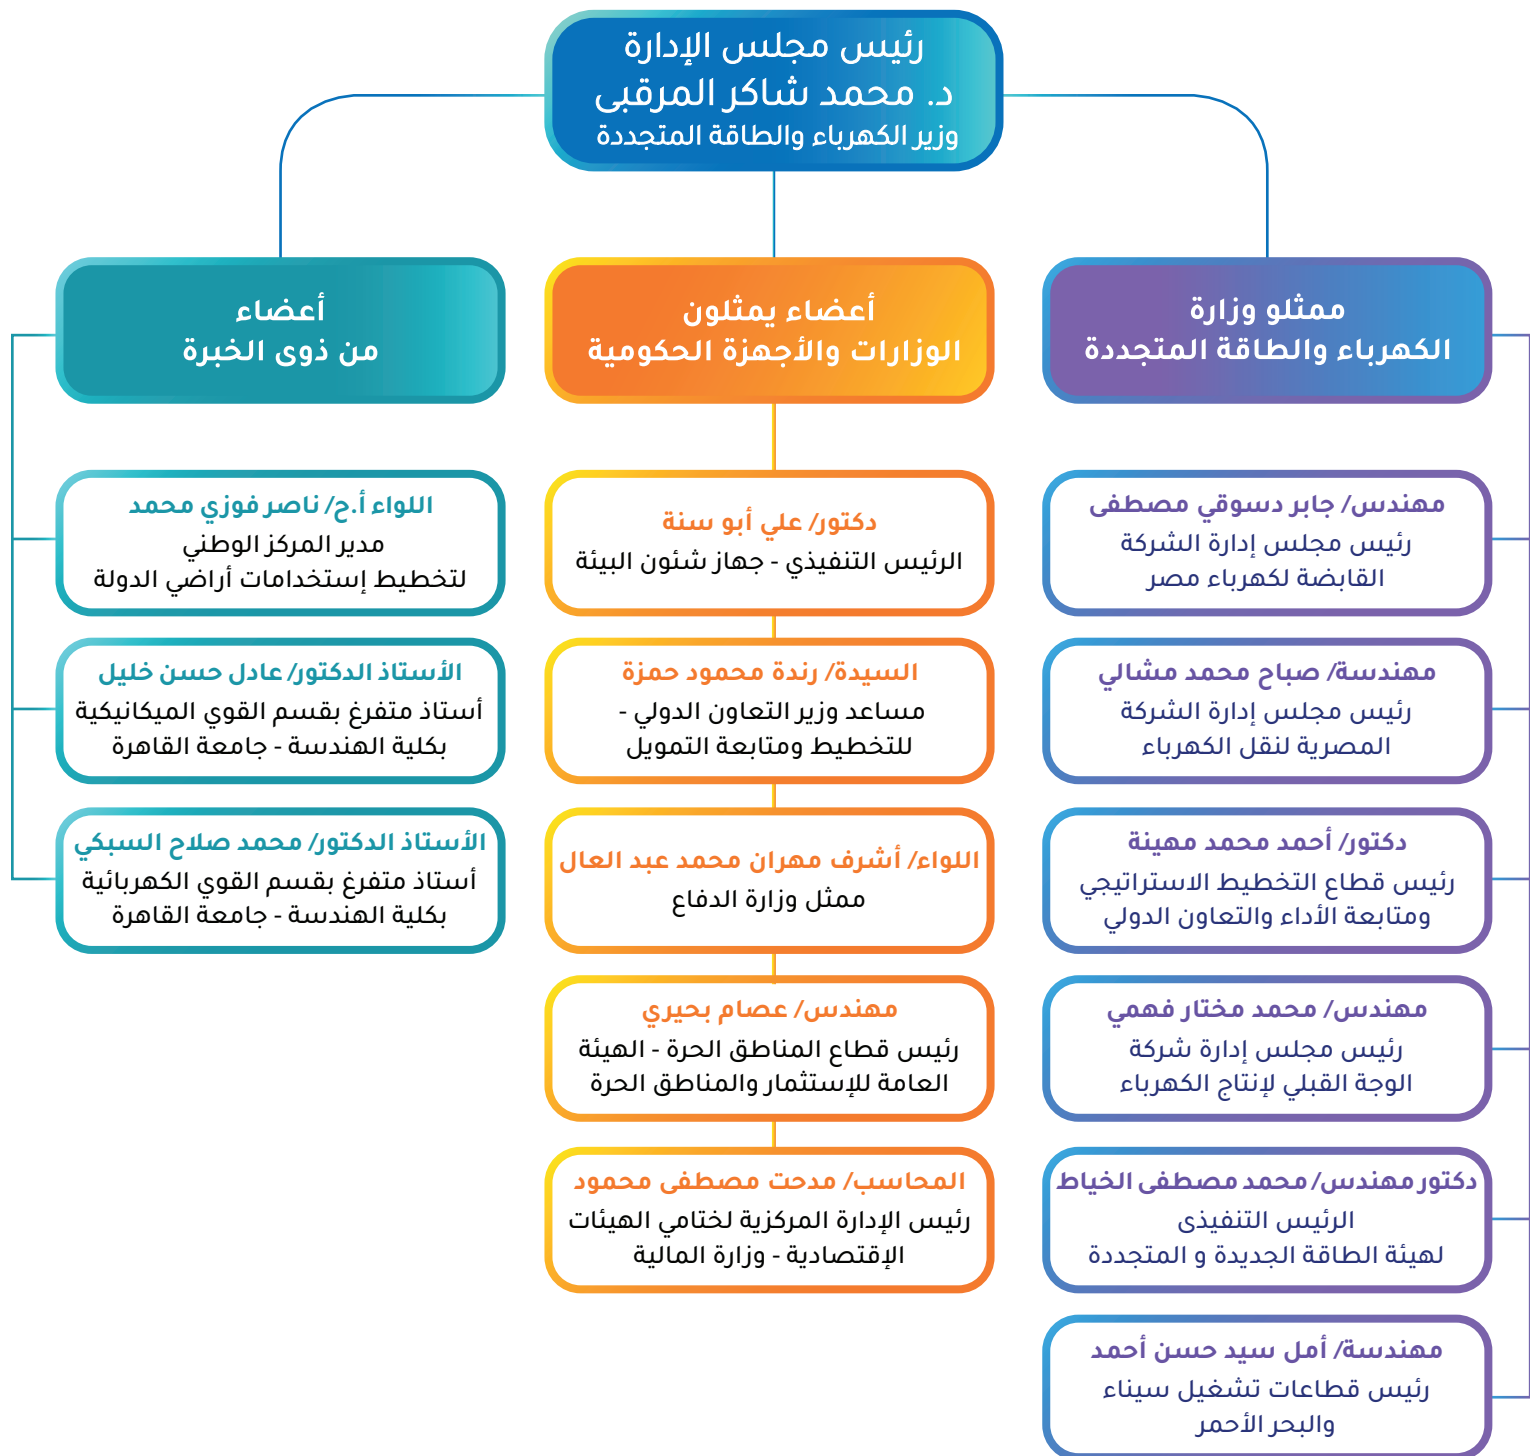 رئيس مجلس الإدارة
د. محمد شاكر المرقبى
وزير الكهرباء والطاقة المتجددة
ممثلو وزارة
الكهرباء والطاقة المتجددة
مهندس/ جابر دسوقي مصطفى
رئيس مجلس إدارة الشركة
القابضة لكهرباء مصر
مهندسة/ صباح محمد مشالي
رئيس مجلس إدارة الشركة
المصرية لنقل الكهرباء
دكتور/ أحمد محمد مهينة
رئيس قطاع التخطيط الاستراتيجي
ومتابعة الأداء والتعاون الدولي
مهندس/ محمد مختار فهمي
رئيس مجلس إدارة شركة
الوجة القبلي لإنتاج الكهرباء
دكتور مهندس/ محمد مصطفى الخياط
الرئيس التنفيذى
لهيئة الطاقة الجديدة و المتجددة
مهندسة/ أمل سيد حسن أحمد
رئيس قطاعات تشغيل سيناء
والبحر الأحمر
أعضاء يمثلون
الوزارات والأجهزة الحكومية
دكتور/ علي أبو سنة
الرئيس التنفيذي - جهاز شئون البيئة
السيدة/ رندة محمود حمزة
مساعد وزير التعاون الدولي -
للتخطيط ومتابعة التمويل
اللواء/ أشرف مهران محمد عبد العال
ممثل وزارة الدفاع
مهندس/ عصام بحيري
رئيس قطاع المناطق الحرة - الهيئة
العامة للإستثمار والمناطق الحرة
المحاسب/ مدحت مصطفى محمود
رئيس الإدارة المركزية لختامي الهيئات
الإقتصادية - وزارة المالية
أعضاء
من ذوى الخبرة
اللواء أ.ح/ ناصر فوزي محمد
مدير المركز الوطني
لتخطيط إستخدامات أراضي الدولة
الأستاذ الدكتور/ عادل حسن خليل
أستاذ متفرغ بقسم القوي الميكانيكية
بكلية الهندسة - جامعة القاهرة
الأستاذ الدكتور/ محمد صلاح السبكي
أستاذ متفرغ بقسم القوي الكهربائية
بكلية الهندسة - جامعة القاهرة